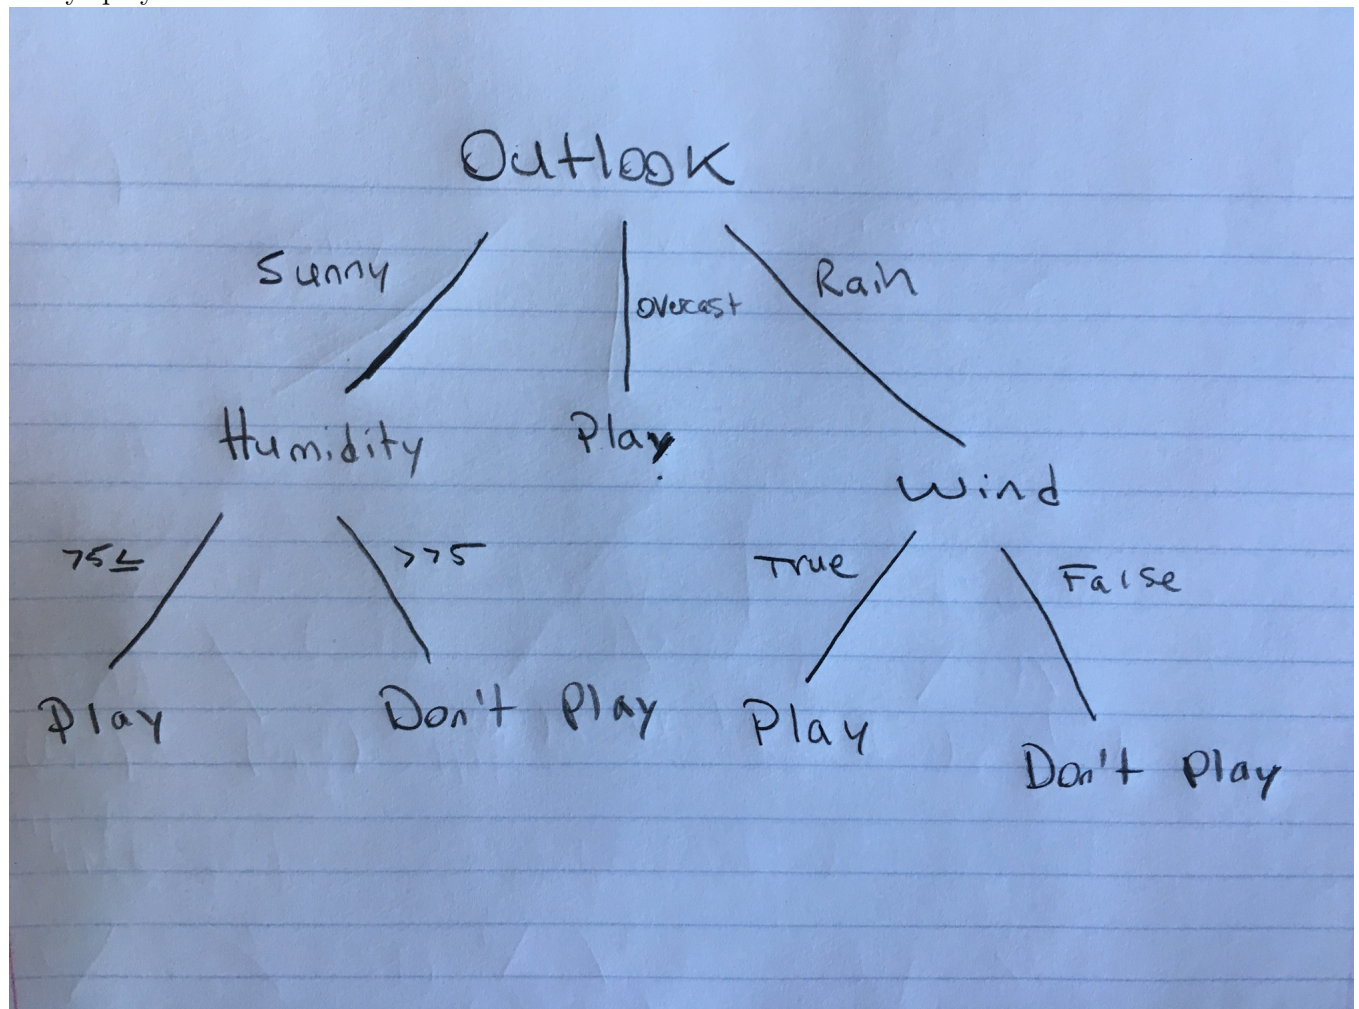 Outlook
Sunny
Overcast
Rain
Humidity
Play
Wind
75≤
>75
True
False
Play
Don't Play
Play
Don't Play